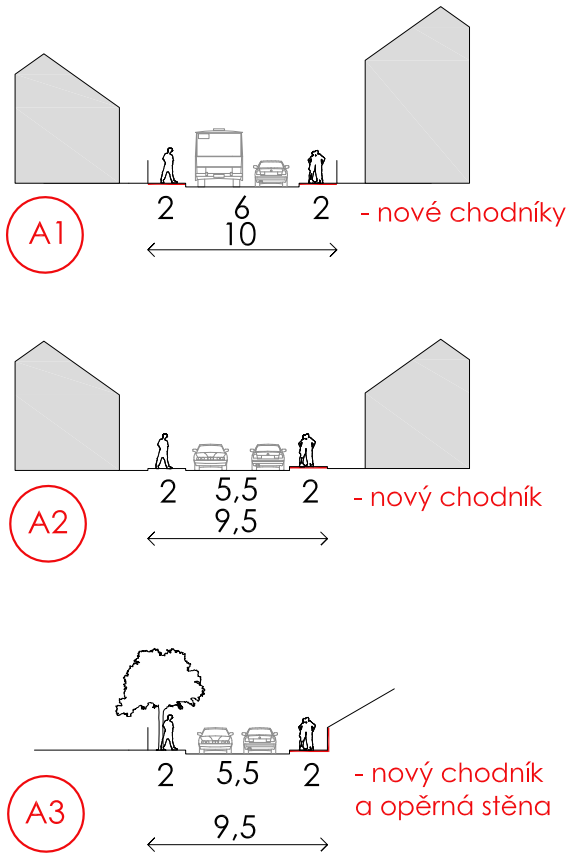 2 6 2
- nové chodníky
A1
10
2 5,5 2
- nový chodník
A2
9,5
2 5,5 2
- nový chodník
a opěrná stěna
A3
9,5